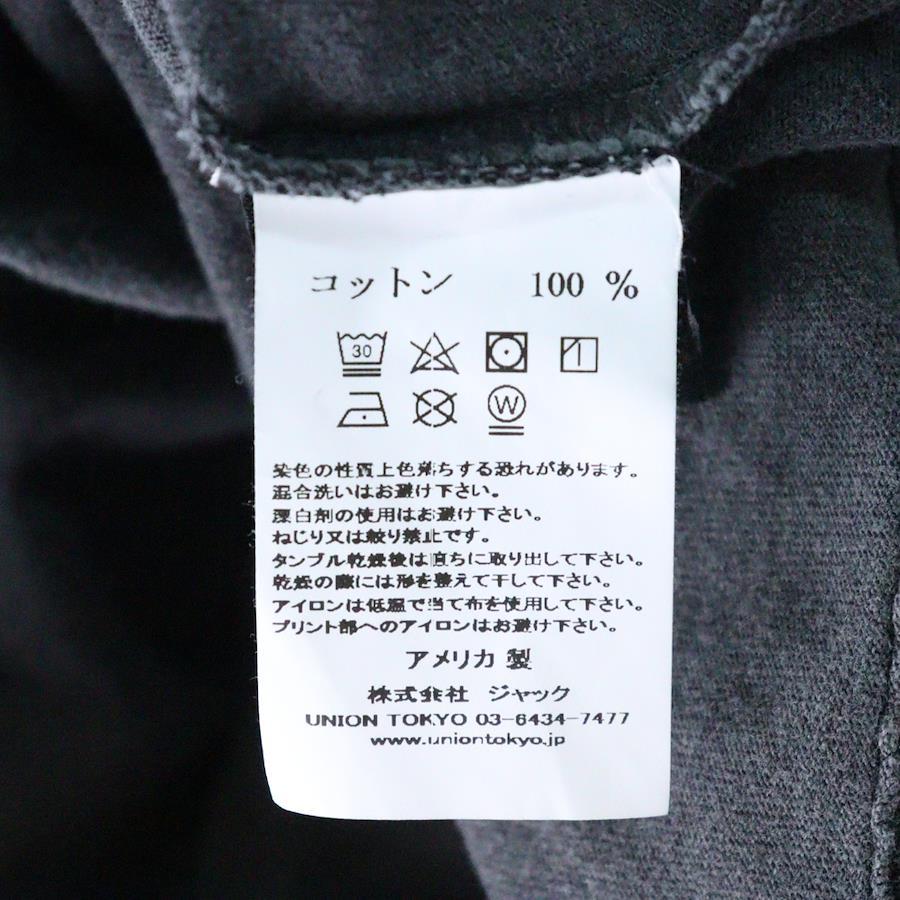 コットン 100 %
30
W
染色の性質上色落ちする恐れがあります。
混合洗いはお避け下さい。
漂白剤の使用はお避け下さい。
ねじり又は絞り禁止です。
タンブル乾燥後は直ちに取り出して下さい。
乾燥の際には形を整えて干して下さい。
アイロンは低温で当て布を使用して下さい。
プリント部へのアイロンはお避け下さい。
アメリカ 製
株式会社 ジャック
UNION TOKYO 03-6434-7477
www.uniontokyo.jp